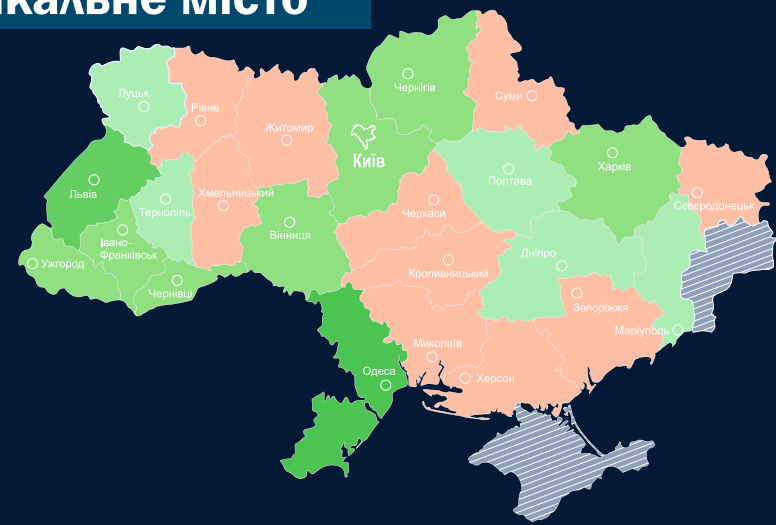 кальне місто
Чернігів
Луцьк
Суми
Рівне
Житомир
Київ
Харків
Полтава
Львів
Хмельницький
Сєвєродонецьк
Тернопіль
Черкаси
Вінниця
Івано-
Франківськ
Дніпро
Ужгород
Кропивницький
Чернівці
Запоріжжя
Маріуполь
Миколаїв
Одеса
Херсон